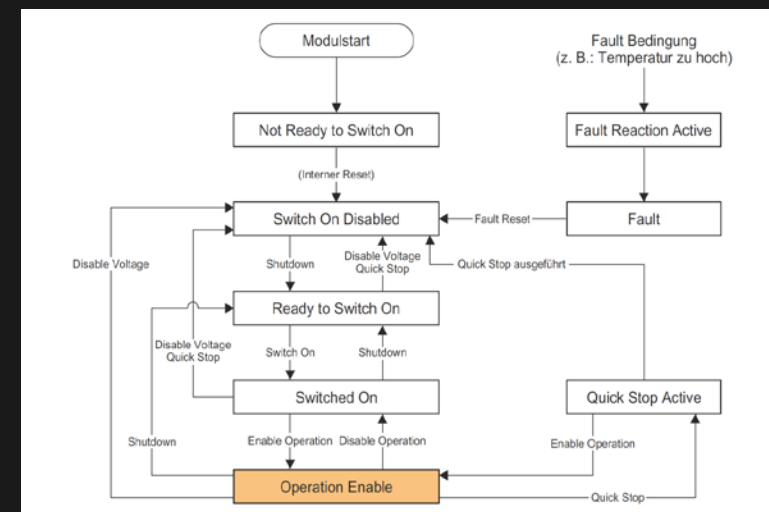 Modulstart
Fault Bedingung
(z. B.: Temperatur zu hoch)
Not Ready to Switch On
Fault Reaction Active
(Interner Reset)
Switch On Disabled
Fault Reset
Fault
Disable Voltage
Shutdown
Disable Voltage
Quick Stop
Quick Stop ausgeführt
Ready to Switch On
Disable Voltage
Quick Stop
Switch On
Shutdown
Switched On
Quick Stop Active
Shutdown
Enable Operation
Disable Operation
Enable Operation
Operation Enable
Quick Stop